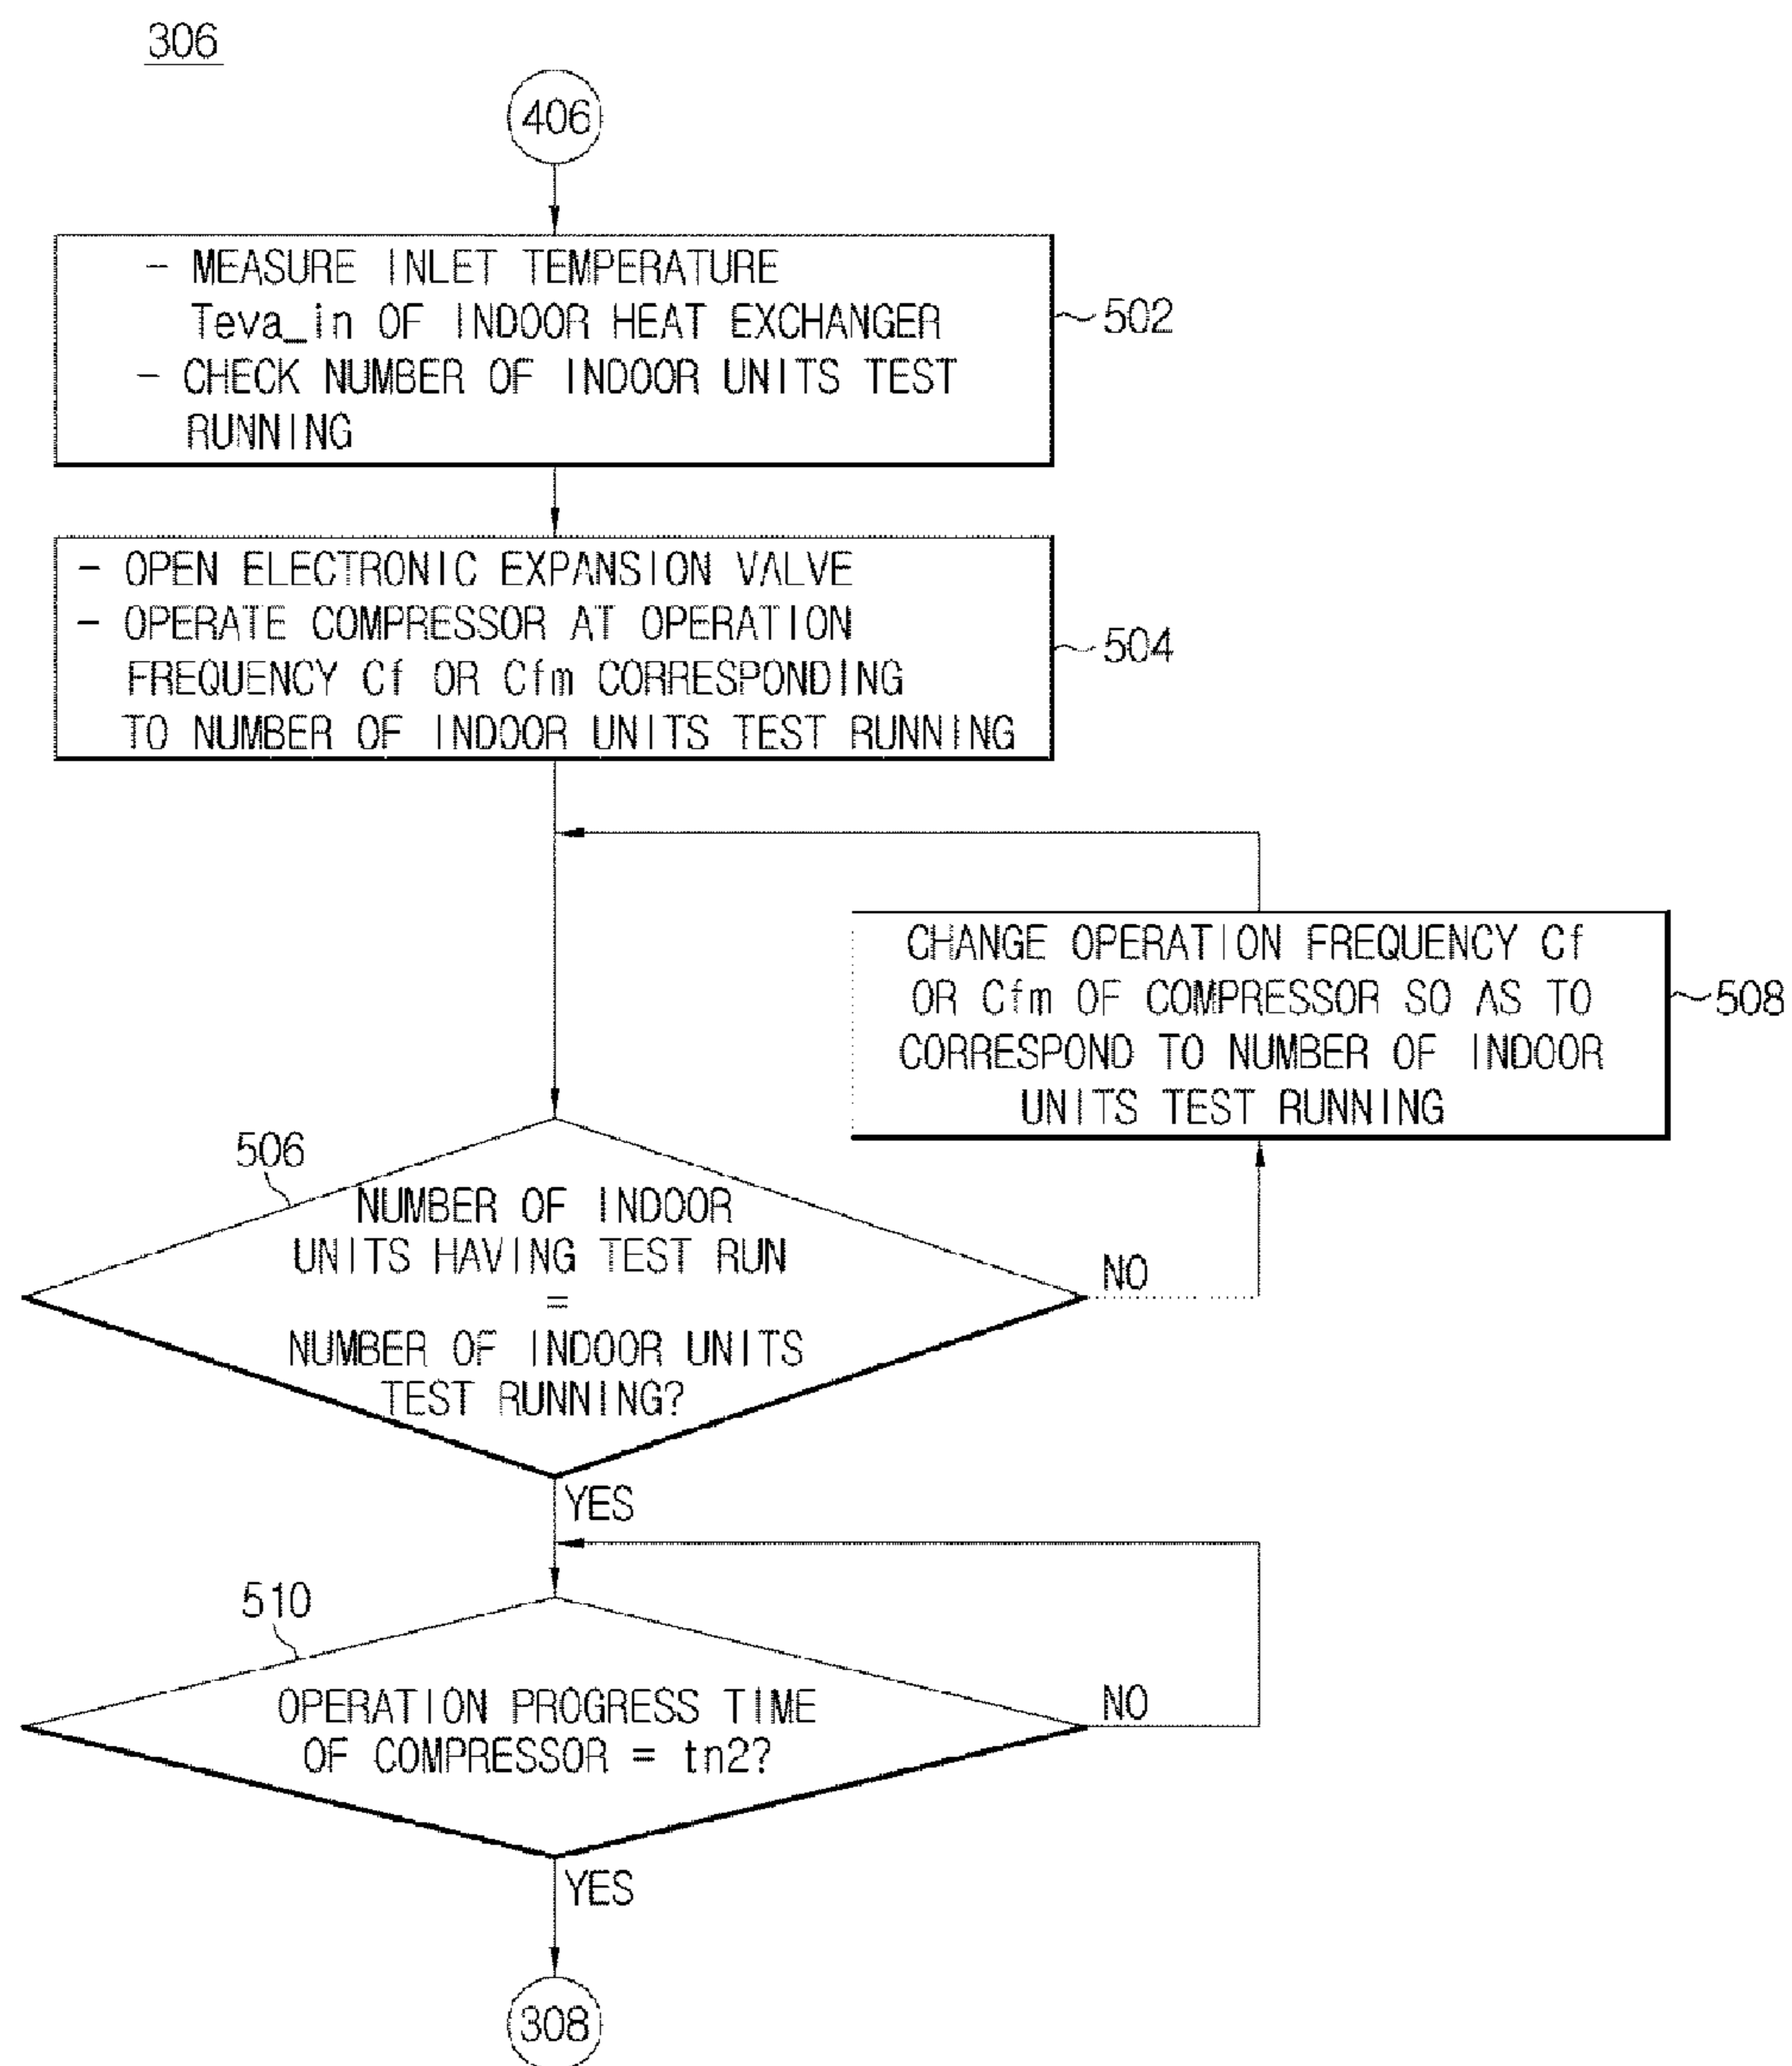 306
406
- MEASURE INLET TEMPERATURE
Teva_in OF INDOOR HEAT EXCHANGER
- CHECK NUMBER OF INDOOR UNITS TEST
RUNNING
502
- OPEN ELECTRONIC EXPANSION VALVE
- OPERATE COMPRESSOR AT OPERATION
FREQUENCY Cf OR Cfm CORRESPONDING
TO NUMBER OF INDOOR UNITS TEST RUNNING
504
CHANGE OPERATION FREQUENCY Cf
OR Cfm OF COMPRESSOR SO AS TO
CORRESPOND TO NUMBER OF INDOOR
UNITS TEST RUNNING
508
506
NUMBER OF INDOOR
UNITS HAVING TEST RUN
=
NUMBER OF INDOOR UNITS
TEST RUNNING?
NO
YES
510
OPERATION PROGRESS TIME
OF COMPRESSOR = tn2?
NO
YES
308